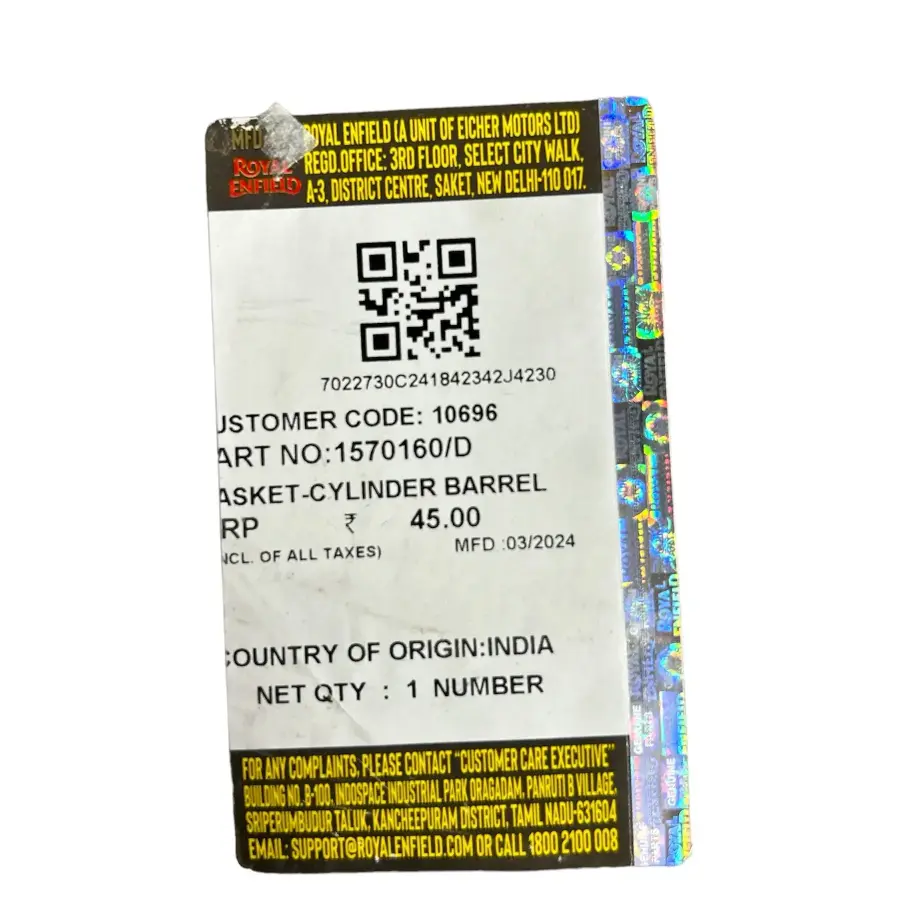 MFD
ROYAL ENFIELD (A UNIT OF EICHER MOTORS LTD)
REGD.OFFICE: 3RD FLOOR, SELECT CITY WALK,
A-3, DISTRICT CENTRE, SAKET, NEW DELHI-110 017.
ROYAL
ENFIELD
7022730C241842342J4230
USTOMER CODE: 10696
ART NO:1570160/D
ASKET-CYLINDER BARREL
RP ₹ 45.00
NCL. OF ALL TAXES) MFD :03/2024
COUNTRY OF ORIGIN:INDIA
NET QTY : 1 NUMBER
FOR ANY COMPLAINTS, PLEASE CONTACT "CUSTOMER CARE EXECUTIVE"
BUILDING NO. B-100, INDOSPACE INDUSTRIAL PARK ORAGADAM, PANRUTI B VILLAGE,
SRIPERUMBUDUR TALUK, KANCHEEPURAM DISTRICT, TAMIL NADU-631604
EMAIL: SUPPORT@ROYALENFIELD.COM OR CALL 1800 2100 008
ROYAL
ENFIELD
GENUINE
PARTS